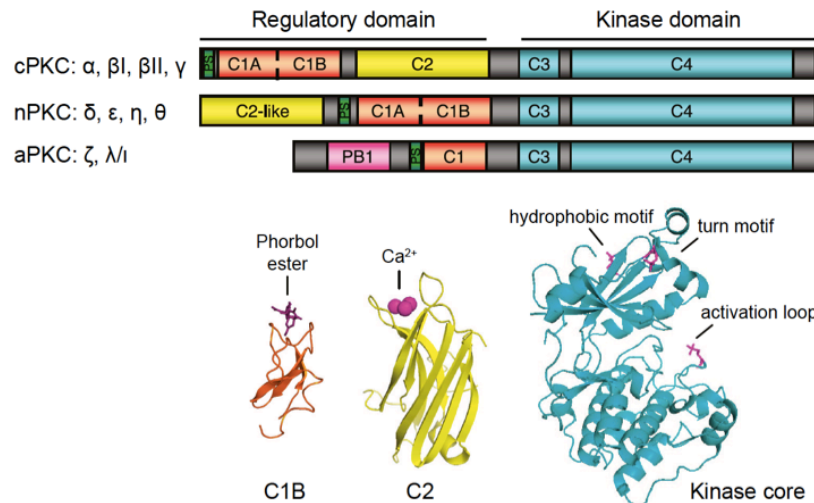 Regulatory domain Kinase domain
cPKC: α, βI, βII, γ PS C1A C1B C2 C3 C4
nPKC: δ, ε, η, θ C2-like PS C1A C1B C3 C4
aPKC: ζ, λ/ι PB1 PS C1 C3 C4
hydrophobic motif
turn motif
Phorbol
ester
Ca²⁺
activation loop
C1B C2 Kinase core